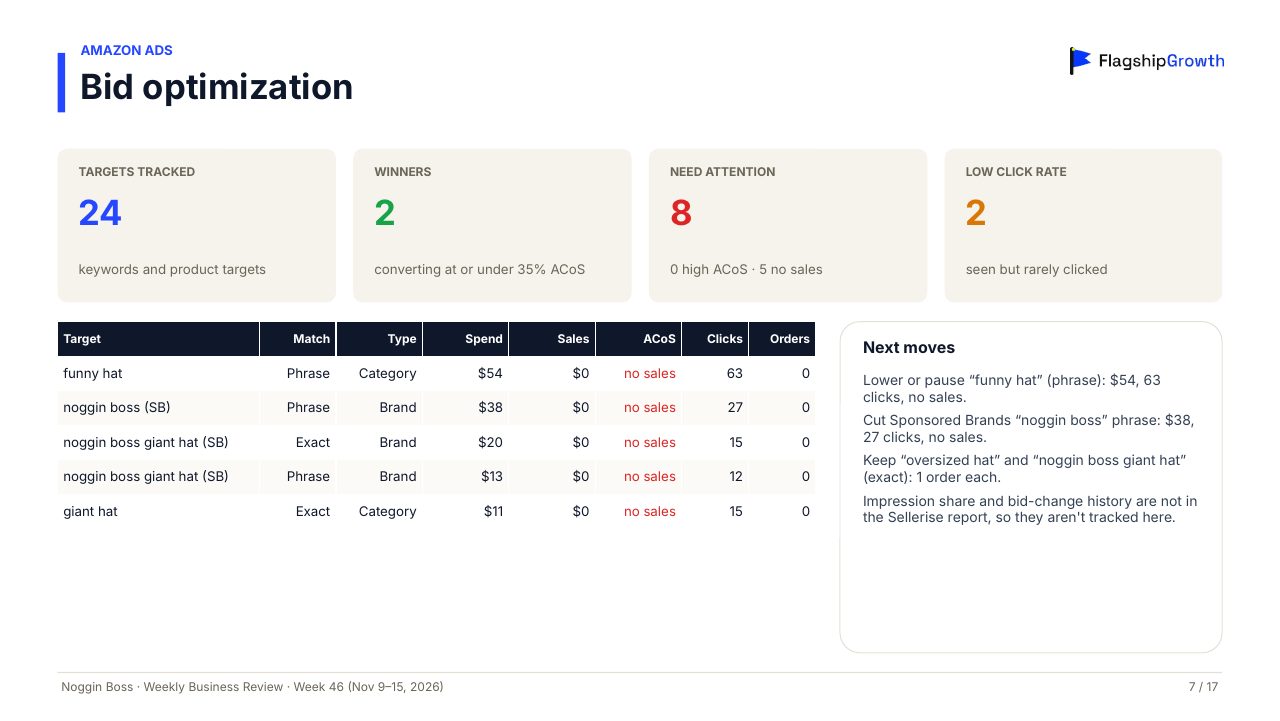 AMAZON ADS
Bid optimization
FlagshipGrowth
TARGETS TRACKED
24
keywords and product targets
WINNERS
2
converting at or under 35% ACoS
NEED ATTENTION
8
0 high ACoS · 5 no sales
LOW CLICK RATE
2
seen but rarely clicked
Target Match Type Spend Sales ACoS Clicks Orders
funny hat Phrase Category $54 $0 no sales 63 0
noggin boss (SB) Phrase Brand $38 $0 no sales 27 0
noggin boss giant hat (SB) Exact Brand $20 $0 no sales 15 0
noggin boss giant hat (SB) Phrase Brand $13 $0 no sales 12 0
giant hat Exact Category $11 $0 no sales 15 0
Next moves
Lower or pause “funny hat” (phrase): $54, 63
clicks, no sales.
Cut Sponsored Brands “noggin boss” phrase: $38,
27 clicks, no sales.
Keep “oversized hat” and “noggin boss giant hat”
(exact): 1 order each.
Impression share and bid-change history are not in
the Sellerise report, so they aren't tracked here.
Noggin Boss · Weekly Business Review · Week 46 (Nov 9–15, 2026)
7 / 17